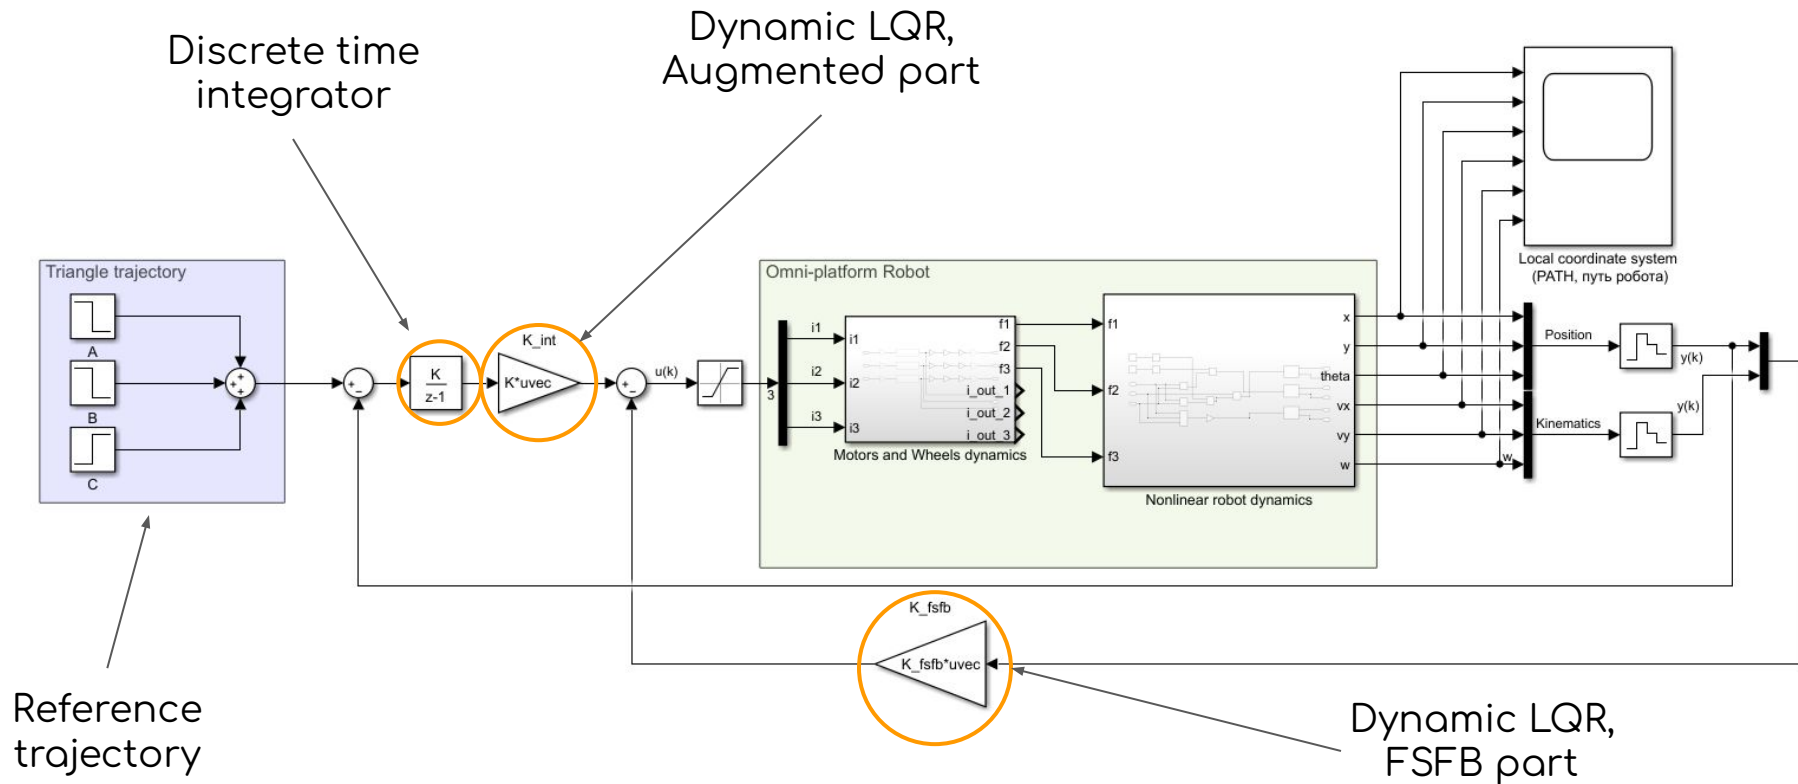 Discrete time
integrator
Dynamic LQR,
Augmented part
Triangle trajectory
A
B
C
+
+
+
+
−
K
z-1
K_int
K*uvec
+
−
u(k)
3
Omni-platform Robot
i1
i2
i3
i1
i2
i3
f1
f2
f3
i_out_1
i_out_2
i_out_3
Motors and Wheels dynamics
f1
f2
f3
x
y
theta
vx
vy
w
Nonlinear robot dynamics
Local coordinate system
(PATH, путь робота)
Position
Kinematics
w
y(k)
y(k)
K_fsfb
K_fsfb*uvec
Reference
trajectory
Dynamic LQR,
FSFB part